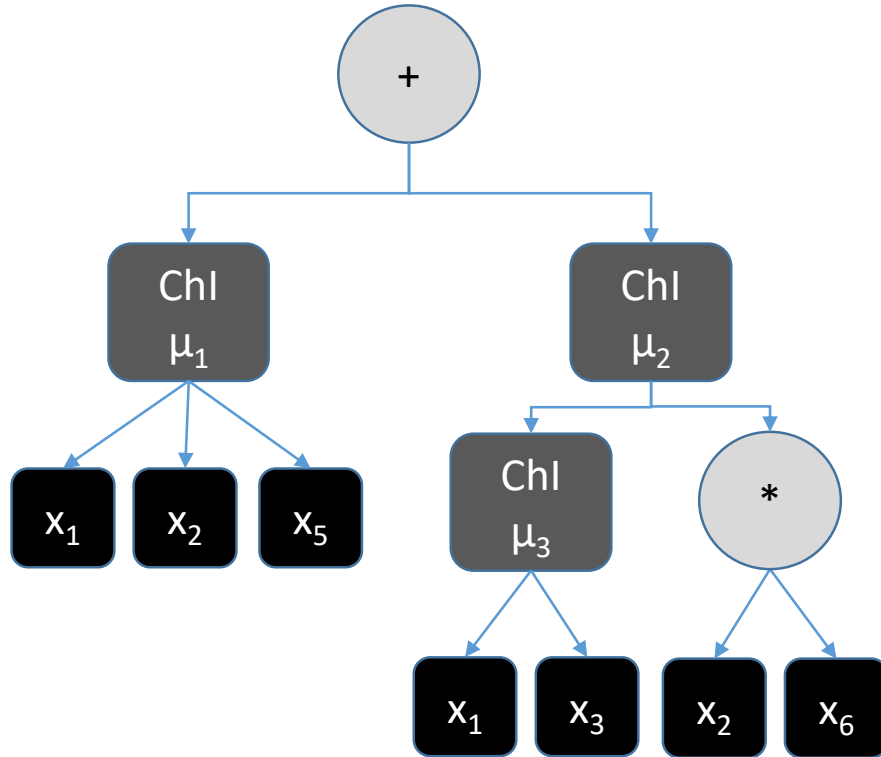 +
ChI
μ₁
ChI
μ₂
x₁
x₂
x₅
ChI
μ₃
*
x₁
x₃
x₂
x₆